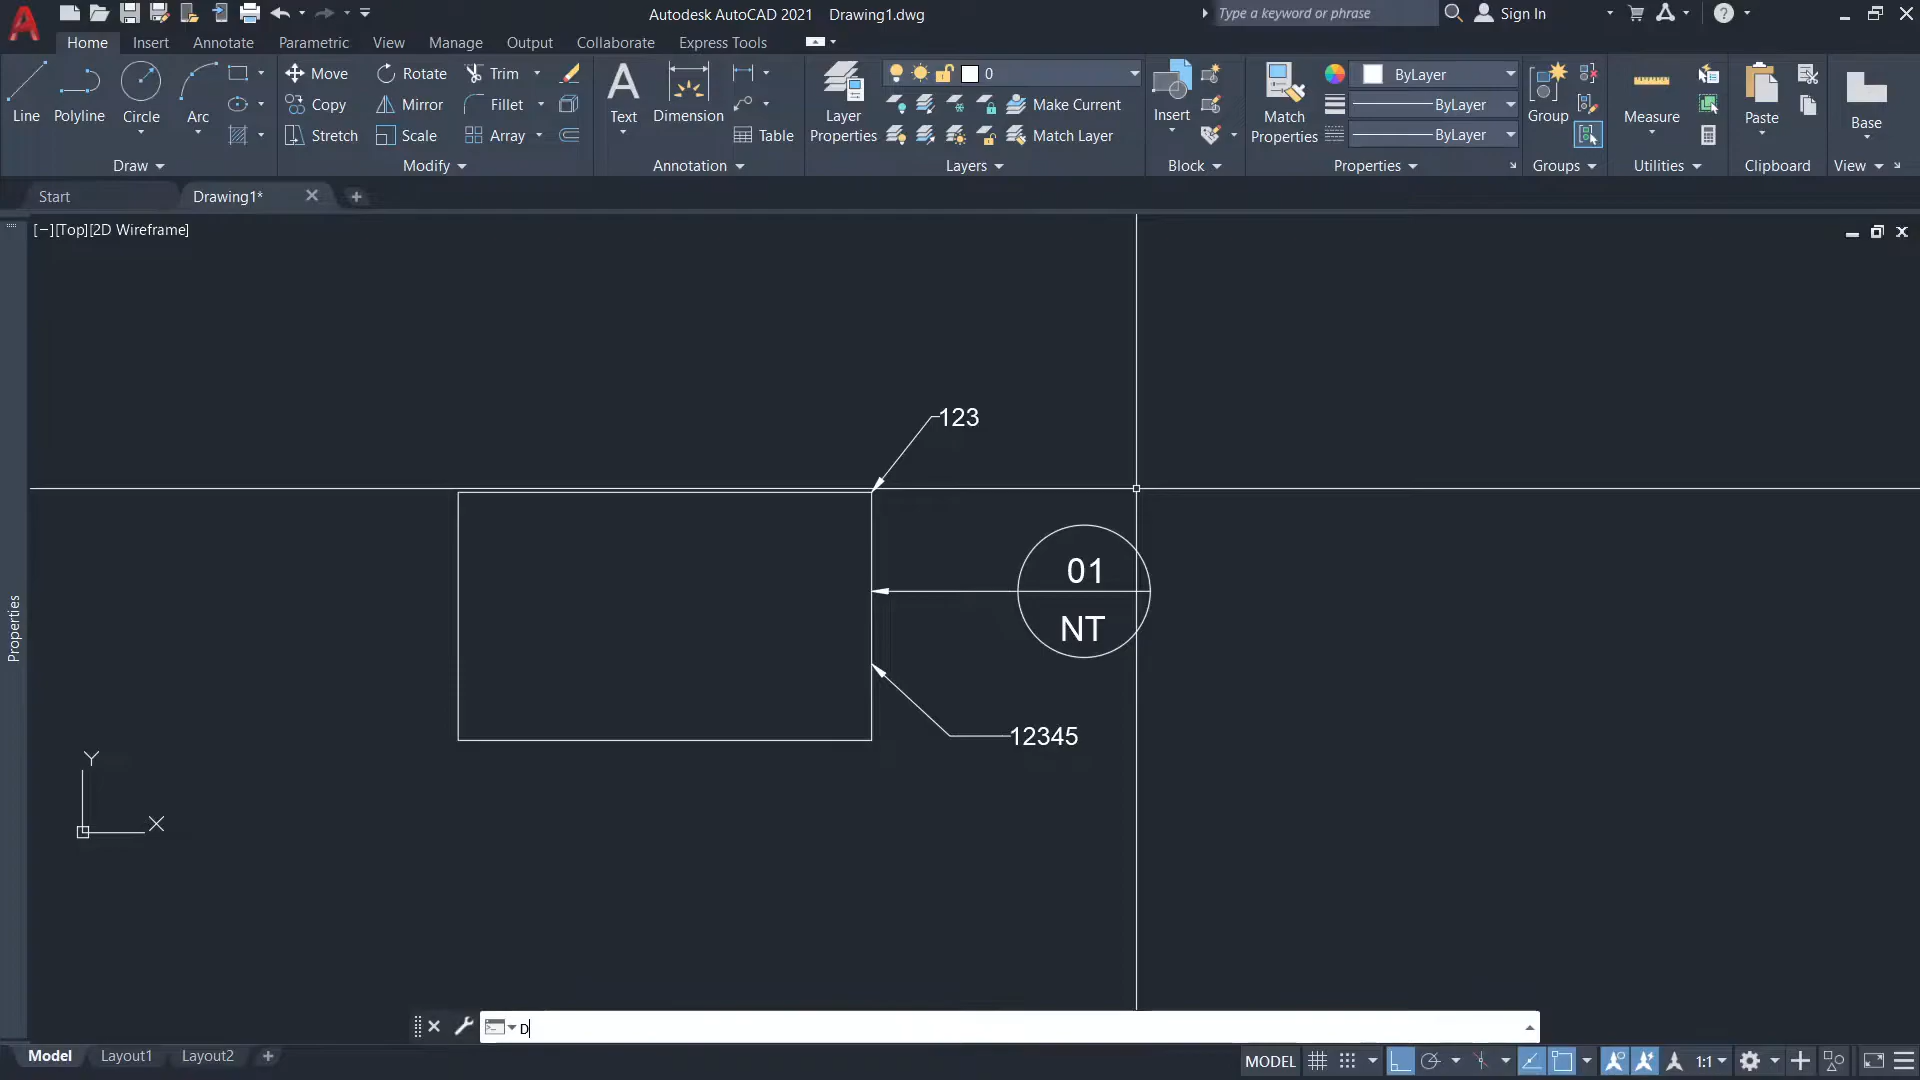 Autodesk AutoCAD 2021 Drawing1.dwg
Type a keyword or phrase
Sign In
Home Insert Annotate Parametric View Manage Output Collaborate Express Tools
Line
Polyline
Circle
Arc
Draw
Move Rotate Trim
Copy Mirror Fillet
Stretch Scale Array
Modify
Text
Dimension
Table
Annotation
Layer Properties
0
Make Current
Match Layer
Layers
Insert
Block
Match Properties
ByLayer
ByLayer
ByLayer
Properties
Group
Groups
Measure
Utilities
Paste
Clipboard
Base
View
Start Drawing1*
[−][Top][2D Wireframe]
Properties
123
01
NT
12345
Y
X
D
Model Layout1 Layout2
MODEL 1:1